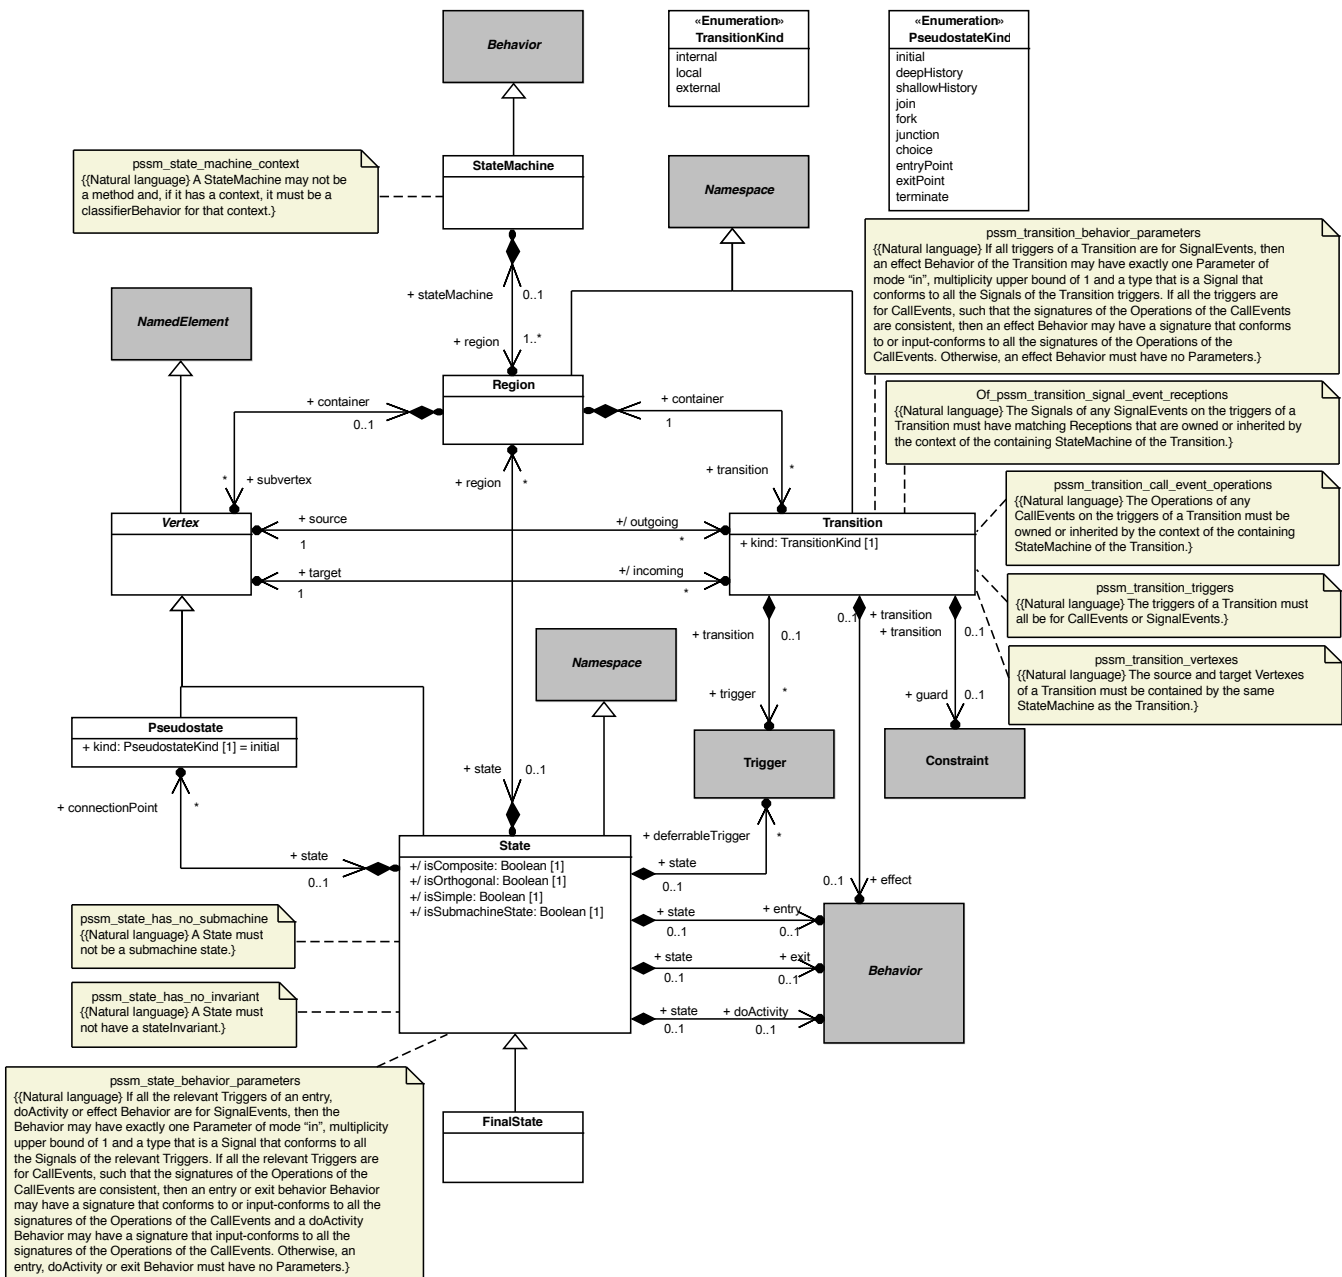 Behavior
«Enumeration»
TransitionKind
internal
local
external
«Enumeration»
PseudostateKind
initial
deepHistory
shallowHistory
join
fork
junction
choice
entryPoint
exitPoint
terminate
pssm_state_machine_context
{{Natural language} A StateMachine may not be
a method and, if it has a context, it must be a
classifierBehavior for that context.}
StateMachine
Namespace
pssm_transition_behavior_parameters
{{Natural language} If all triggers of a Transition are for SignalEvents, then
an effect Behavior of the Transition may have exactly one Parameter of
mode “in”, multiplicity upper bound of 1 and a type that is a Signal that
conforms to all the Signals of the Transition triggers. If all the triggers are
for CallEvents, such that the signatures of the Operations of the CallEvents
are consistent, then an effect Behavior may have a signature that conforms
to or input-conforms to all the signatures of the Operations of the
CallEvents. Otherwise, an effect Behavior must have no Parameters.}
+ stateMachine
0..1
NamedElement
+ region
1..*
Region
+ container
0..1
+ container
1
Of_pssm_transition_signal_event_receptions
{{Natural language} The Signals of any SignalEvents on the triggers of a
Transition must have matching Receptions that are owned or inherited by
the context of the containing StateMachine of the Transition.}
* + subvertex
+ region *
+ transition *
pssm_transition_call_event_operations
{{Natural language} The Operations of any
CallEvents on the triggers of a Transition must be
owned or inherited by the context of the containing
StateMachine of the Transition.}
Vertex
+ source
1
+/ outgoing
*
Transition
+ kind: TransitionKind [1]
+ target
1
+/ incoming
*
pssm_transition_triggers
{{Natural language} The triggers of a Transition must
all be for CallEvents or SignalEvents.}
+ transition
0..1
0..1
+ transition
+ transition
0..1
pssm_transition_vertexes
{{Natural language} The source and target Vertexes
of a Transition must be contained by the same
StateMachine as the Transition.}
Namespace
+ trigger
*
+ guard
0..1
Pseudostate
+ kind: PseudostateKind [1] = initial
Trigger
Constraint
+ state
0..1
+ connectionPoint
*
+ deferrableTrigger
*
State
+/ isComposite: Boolean [1]
+/ isOrthogonal: Boolean [1]
+/ isSimple: Boolean [1]
+/ isSubmachineState: Boolean [1]
+ state
0..1
+ state
0..1
0..1
+ effect
pssm_state_has_no_submachine
{{Natural language} A State must
not be a submachine state.}
+ state
0..1
+ entry
0..1
+ state
0..1
+ exit
0..1
Behavior
pssm_state_has_no_invariant
{{Natural language} A State must
not have a stateInvariant.}
+ state
0..1
+ doActivity
0..1
pssm_state_behavior_parameters
{{Natural language} If all the relevant Triggers of an entry,
doActivity or effect Behavior are for SignalEvents, then the
Behavior may have exactly one Parameter of mode “in”, multiplicity
upper bound of 1 and a type that is a Signal that conforms to all
the Signals of the relevant Triggers. If all the relevant Triggers are
for CallEvents, such that the signatures of the Operations of the
CallEvents are consistent, then an entry or exit behavior Behavior
may have a signature that conforms to or input-conforms to all the
signatures of the Operations of the CallEvents and a doActivity
Behavior may have a signature that input-conforms to all the
signatures of the Operations of the CallEvents. Otherwise, an
entry, doActivity or exit Behavior must have no Parameters.}
FinalState